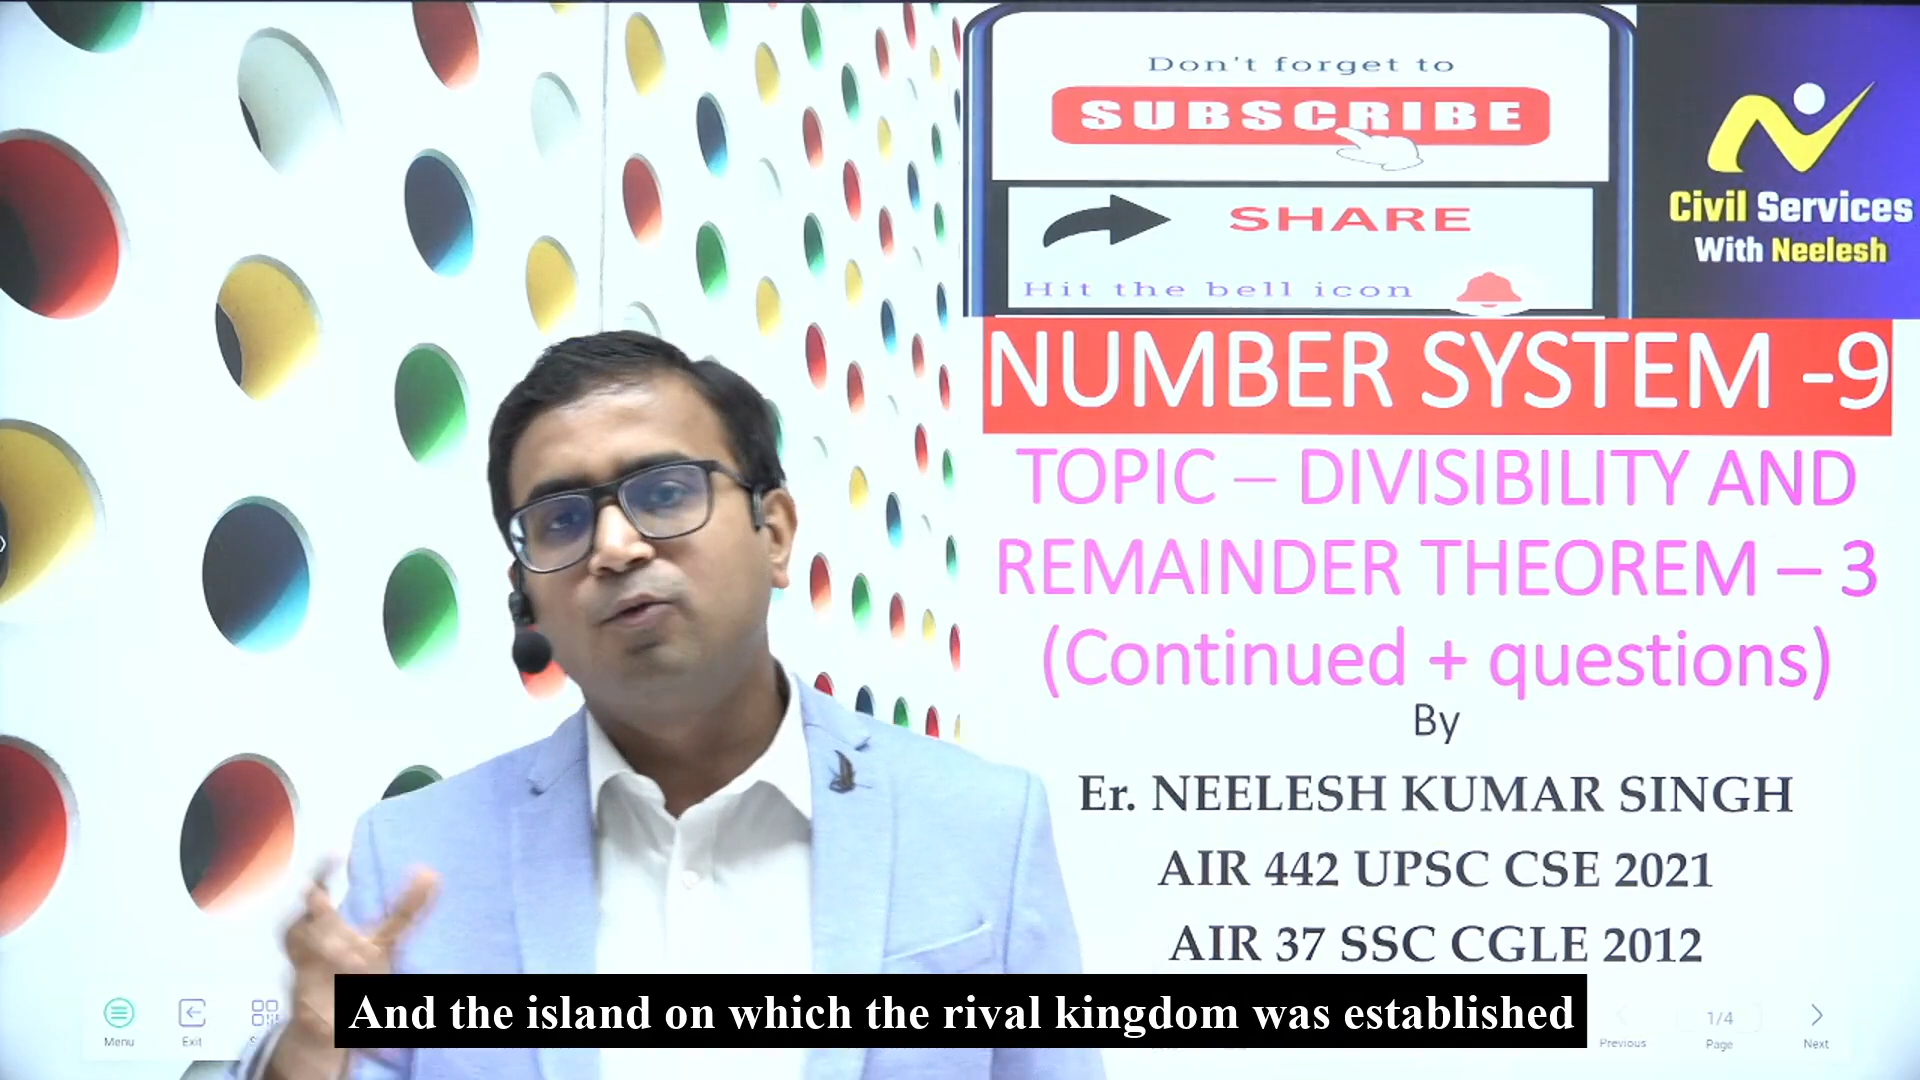 Don't forget to
SUBSCRIBE
SHARE
Hit the bell icon
Civil Services
With Neelesh
NUMBER SYSTEM -9
TOPIC – DIVISIBILITY AND
REMAINDER THEOREM – 3
(Continued + questions)
By
Er. NEELESH KUMAR SINGH
AIR 442 UPSC CSE 2021
AIR 37 SSC CGLE 2012
And the island on which the rival kingdom was established
Menu
Exit
1/4
Previous
Page
Next